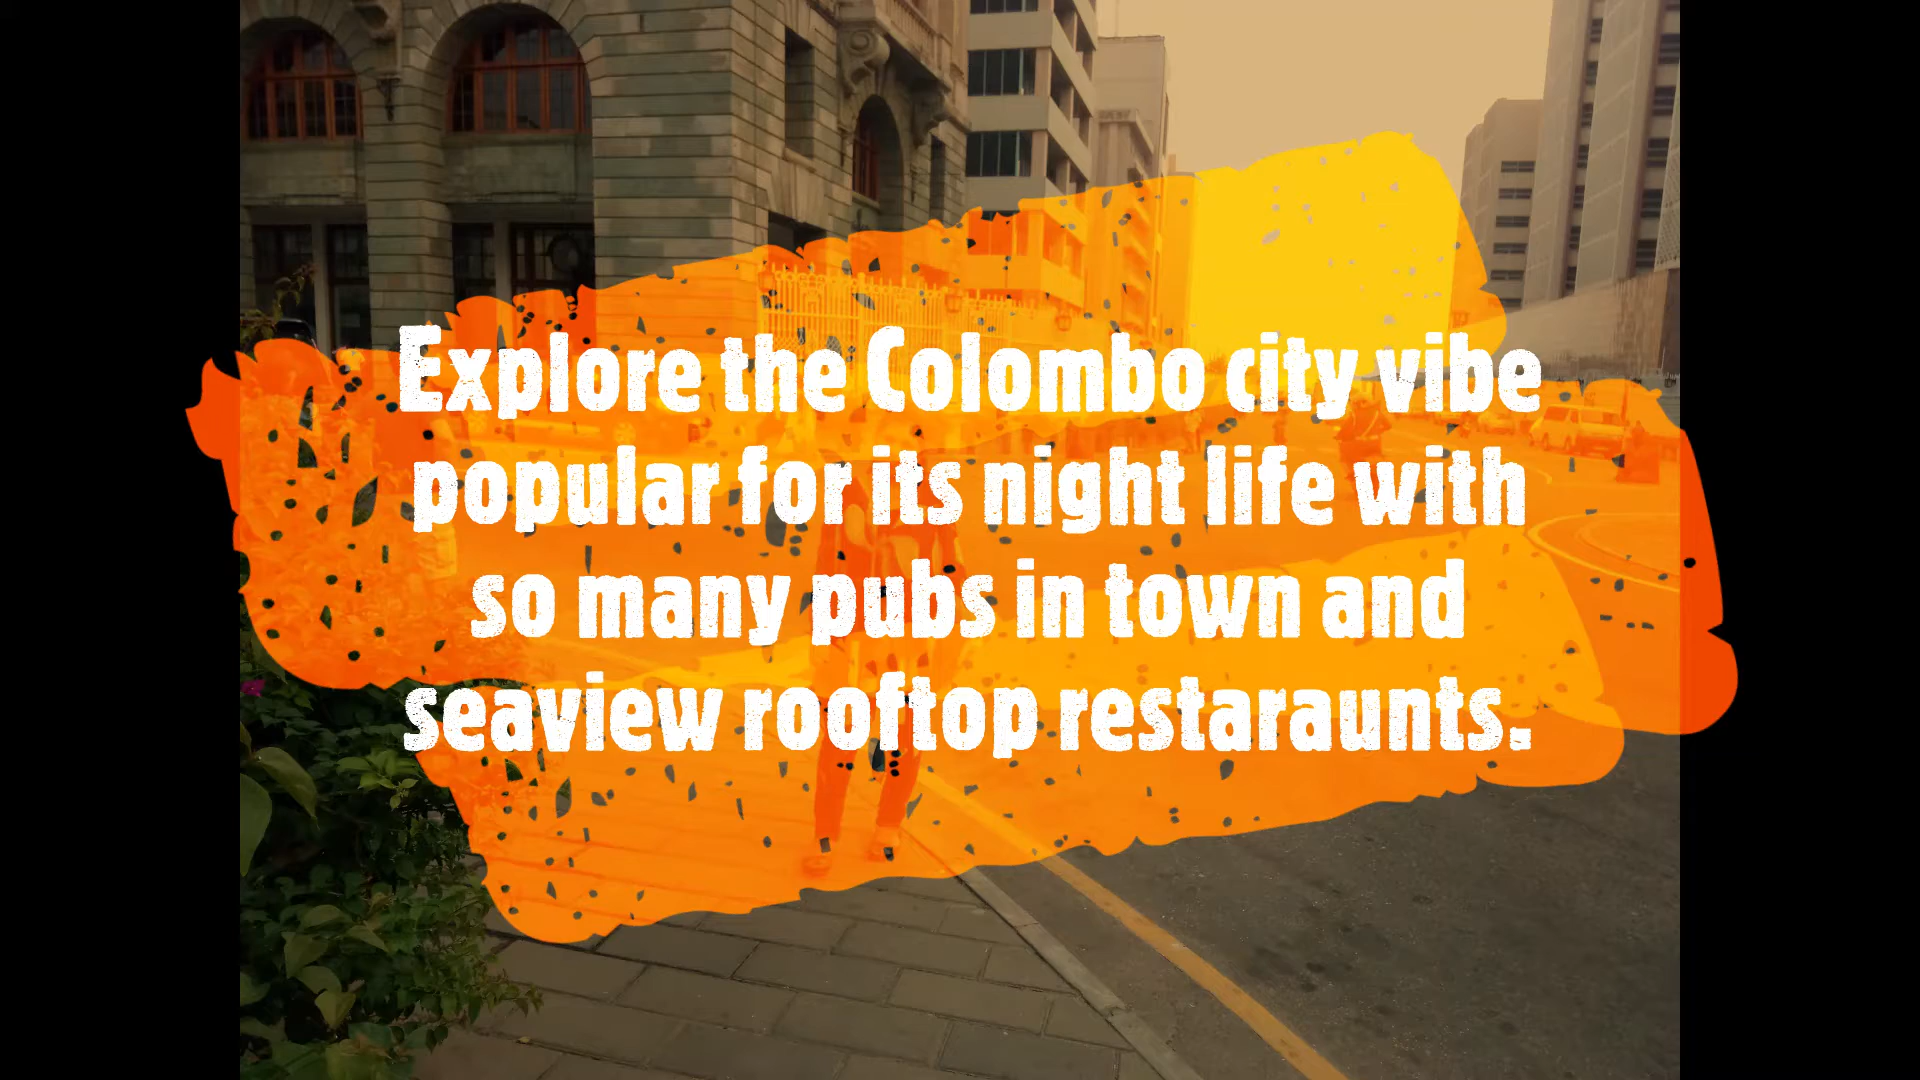 Explore the Colombo city vibe
popular for its night life with
so many pubs in town and
seaview rooftop restaraunts.